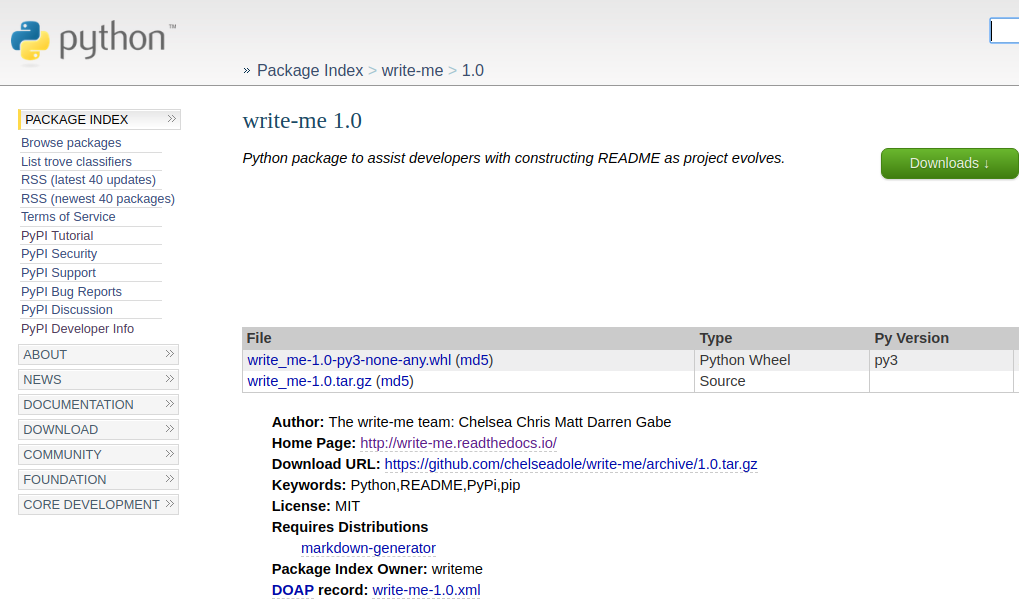 python™
» Package Index > write-me > 1.0
PACKAGE INDEX »
Browse packages
List trove classifiers
RSS (latest 40 updates)
RSS (newest 40 packages)
Terms of Service
PyPI Tutorial
PyPI Security
PyPI Support
PyPI Bug Reports
PyPI Discussion
PyPI Developer Info
ABOUT »
NEWS »
DOCUMENTATION »
DOWNLOAD »
COMMUNITY »
FOUNDATION »
CORE DEVELOPMENT »
write-me 1.0
Python package to assist developers with constructing README as project evolves.
Downloads ↓
File Type Py Version
write_me-1.0-py3-none-any.whl (md5) Python Wheel py3
write_me-1.0.tar.gz (md5) Source
Author: The write-me team: Chelsea Chris Matt Darren Gabe
Home Page: http://write-me.readthedocs.io/
Download URL: https://github.com/chelseadole/write-me/archive/1.0.tar.gz
Keywords: Python,README,PyPi,pip
License: MIT
Requires Distributions
markdown-generator
Package Index Owner: writeme
DOAP record: write-me-1.0.xml